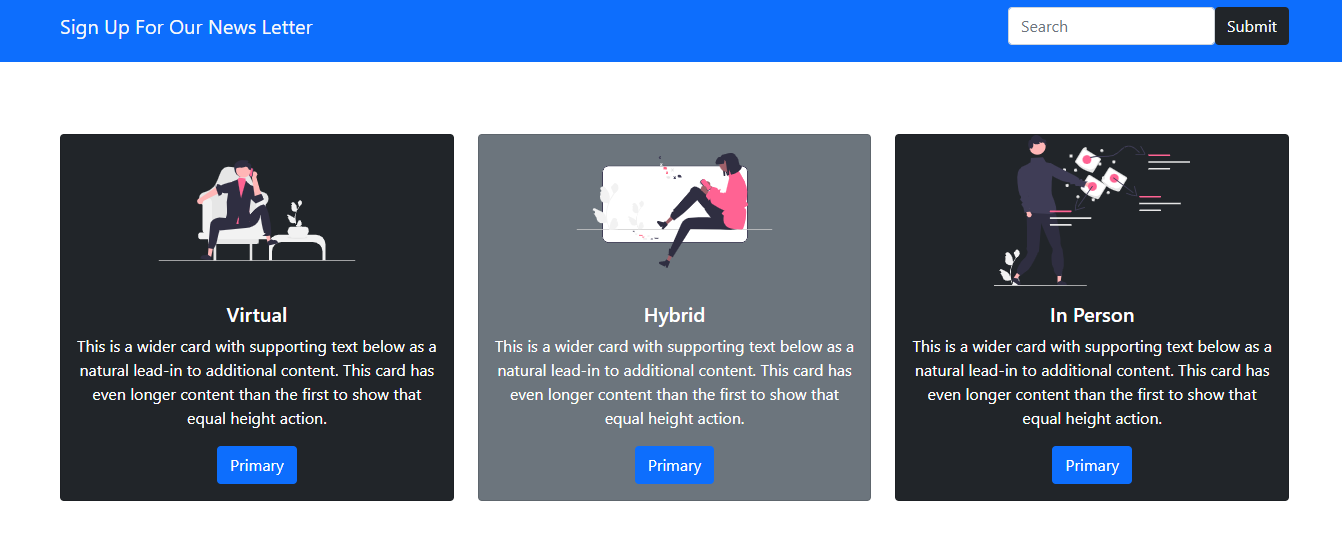 Sign Up For Our News Letter
Search
Submit
Virtual
This is a wider card with supporting text below as a
natural lead-in to additional content. This card has
even longer content than the first to show that
equal height action.
Primary
Hybrid
This is a wider card with supporting text below as a
natural lead-in to additional content. This card has
even longer content than the first to show that
equal height action.
Primary
In Person
This is a wider card with supporting text below as a
natural lead-in to additional content. This card has
even longer content than the first to show that
equal height action.
Primary